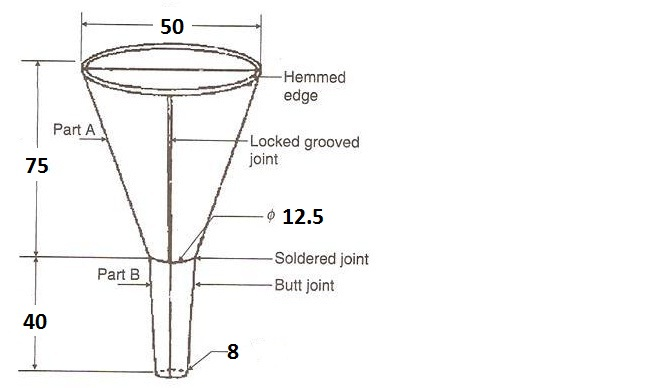 50
Hemmed
edge
Part A
Locked grooved
joint
75
ϕ 12.5
Soldered joint
Part B
Butt joint
40
8